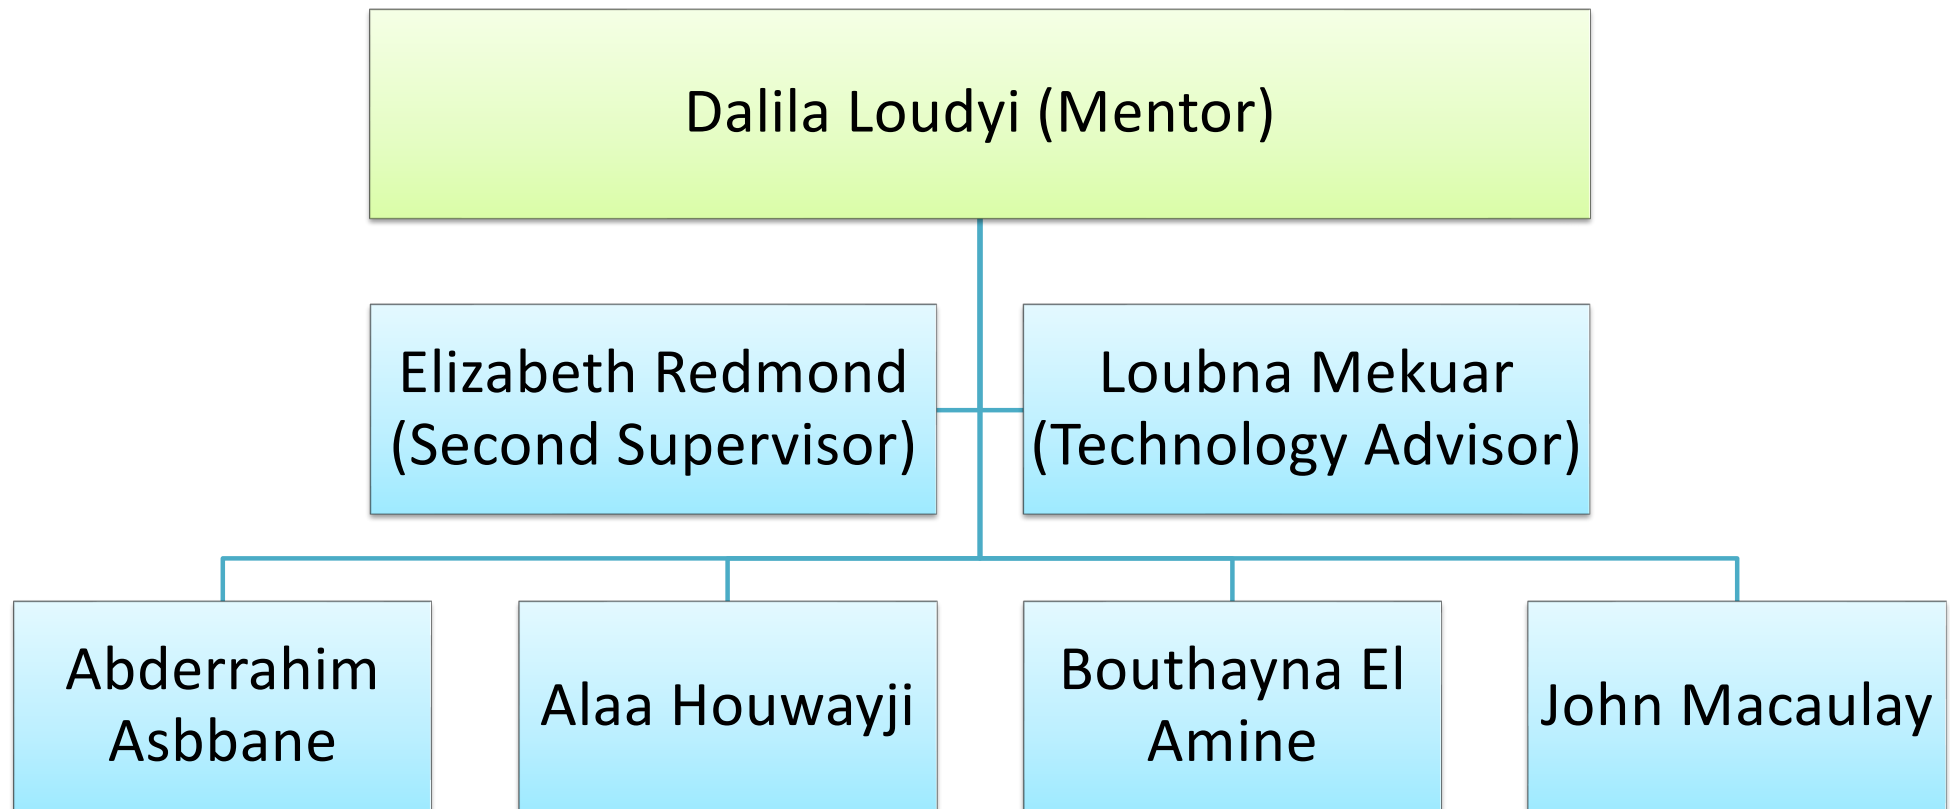 Dalila Loudyi (Mentor)
Elizabeth Redmond
(Second Supervisor)
Loubna Mekuar
(Technology Advisor)
Abderrahim
Asbbane
Alaa Houwayji
Bouthayna El
Amine
John Macaulay